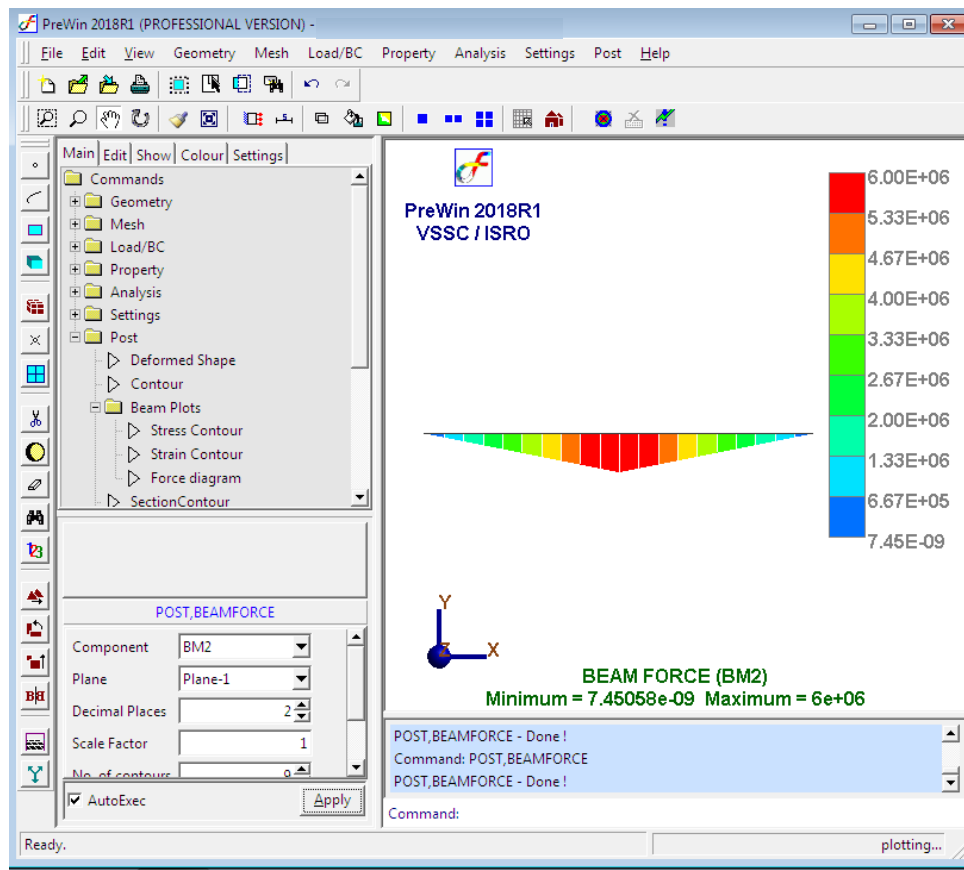 PreWin 2018R1 (PROFESSIONAL VERSION) -
File Edit View Geometry Mesh Load/BC Property Analysis Settings Post Help
Main Edit Show Colour Settings
Commands
Geometry
Mesh
Load/BC
Property
Analysis
Settings
Post
Deformed Shape
Contour
Beam Plots
Stress Contour
Strain Contour
Force diagram
SectionContour
POST,BEAMFORCE
Component BM2
Plane Plane-1
Decimal Places 2
Scale Factor 1
No. of contours 9
AutoExec Apply
PreWin 2018R1
VSSC / ISRO
6.00E+06
5.33E+06
4.67E+06
4.00E+06
3.33E+06
2.67E+06
2.00E+06
1.33E+06
6.67E+05
7.45E-09
Y
Z X
BEAM FORCE (BM2)
Minimum = 7.45058e-09 Maximum = 6e+06
POST,BEAMFORCE - Done !
Command: POST,BEAMFORCE
POST,BEAMFORCE - Done !
Command:
Ready. plotting...